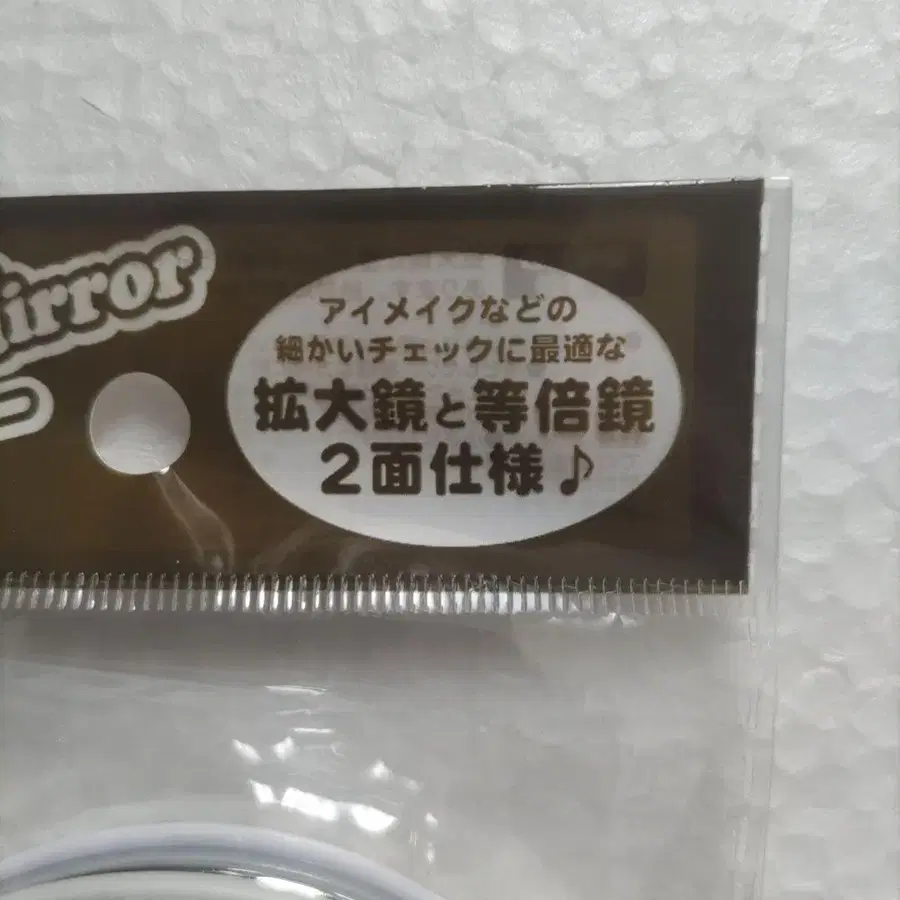 irror
ー
アイメイクなどの
細かいチェックに最適な
拡大鏡と等倍鏡
2面仕様♪